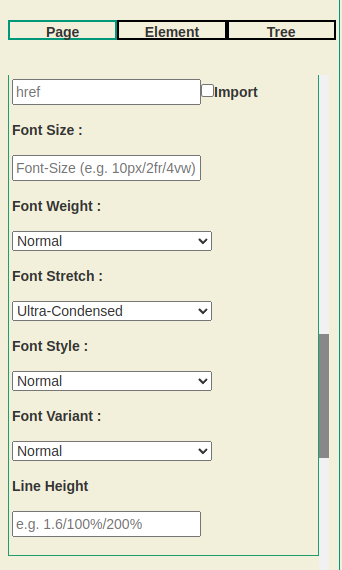 Page Element Tree
href Import
Font Size :
Font-Size (e.g. 10px/2fr/4vw)
Font Weight :
Normal
Font Stretch :
Ultra-Condensed
Font Style :
Normal
Font Variant :
Normal
Line Height
e.g. 1.6/100%/200%